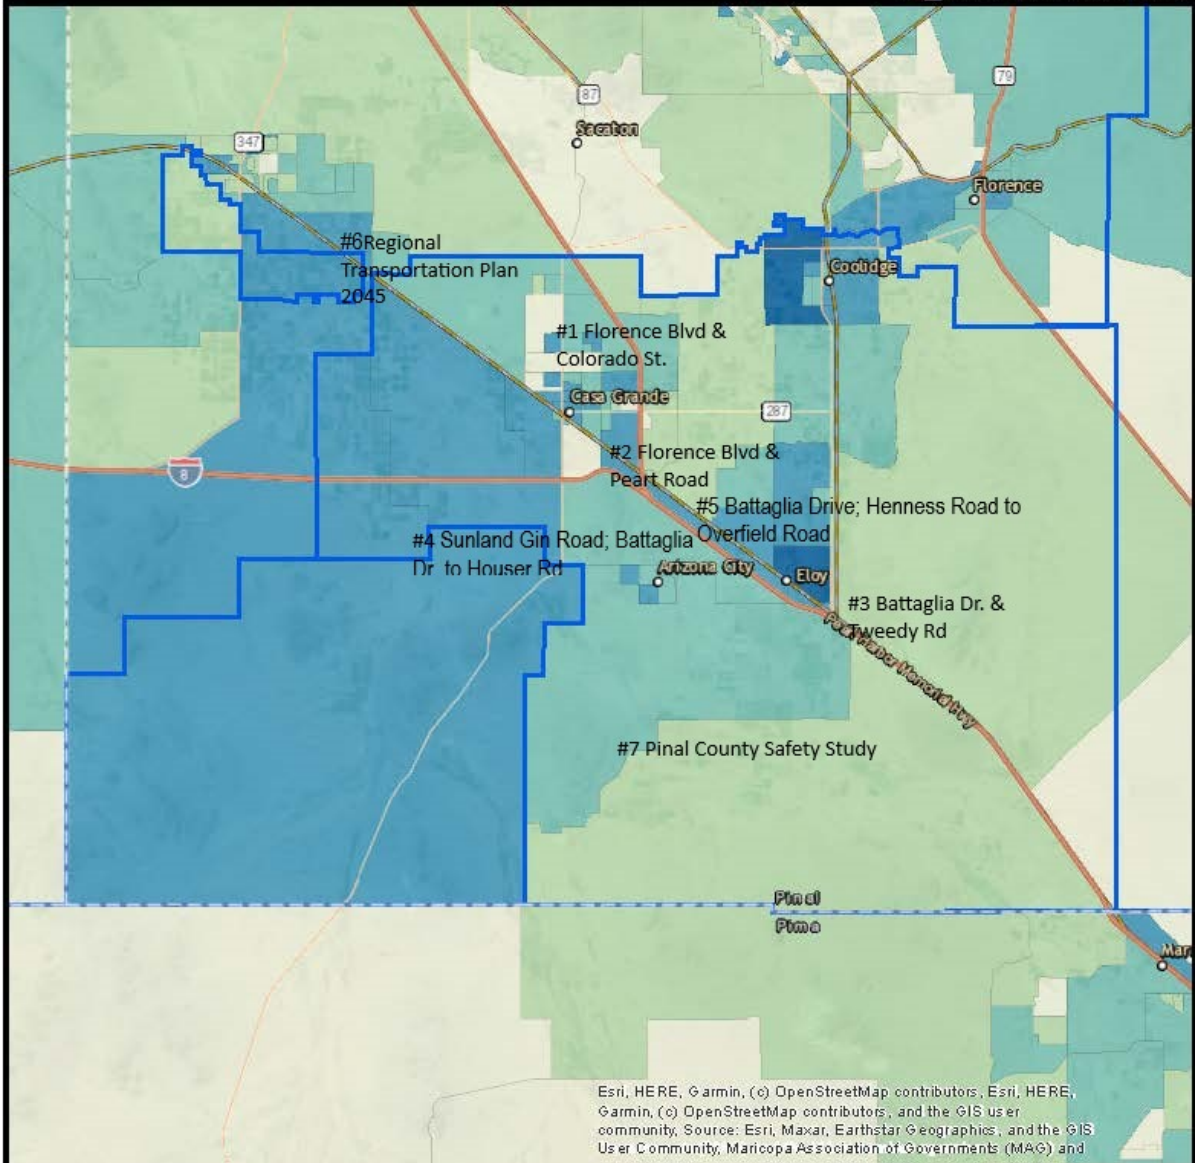 87
79
Sacaton
347
Florence
#6Regional
Transportation Plan
2045
Coolidge
#1 Florence Blvd &
Colorado St.
Casa Grande
287
#2 Florence Blvd &
Peart Road
8
#5 Battaglia Drive; Henness Road to
Overfield Road
#4 Sunland Gin Road; Battaglia
Dr. to Houser Rd
Arizona City
Eloy
#3 Battaglia Dr. &
Tweedy Rd
Pearl Harbor Memorial Hwy
#7 Pinal County Safety Study
Pinal
Pima
Mar
Esri, HERE, Garmin, (c) OpenStreetMap contributors, Esri, HERE,
Garmin, (c) OpenStreetMap contributors, and the GIS user
community, Source: Esri, Maxar, Earthstar Geographics, and the GIS
User Community, Maricopa Association of Governments (MAG) and